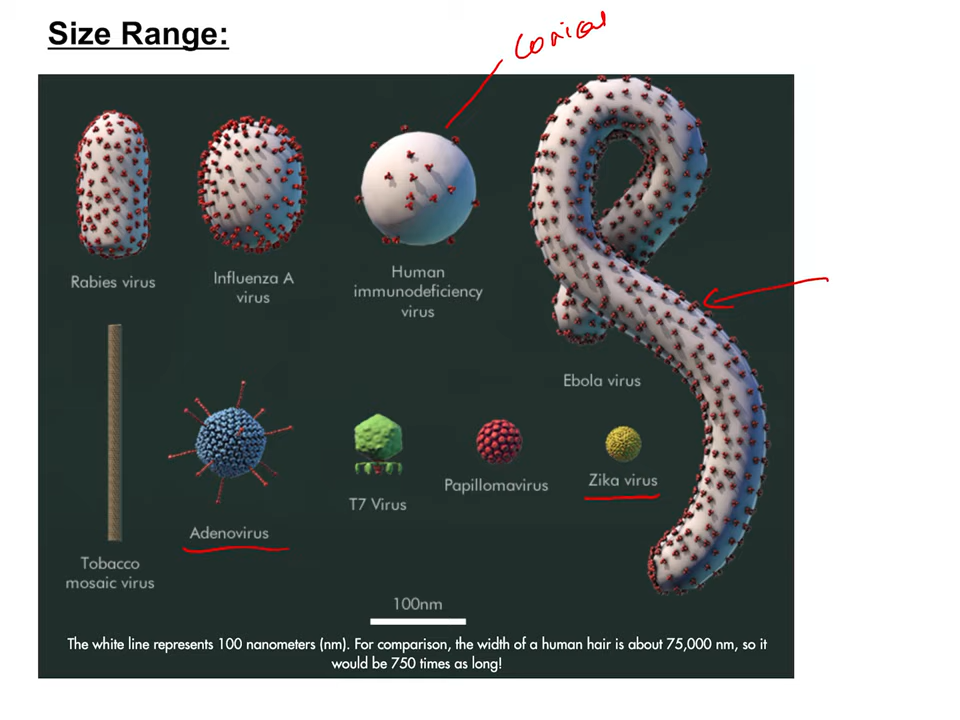 Size Range:
conical
Rabies virus
Influenza A
virus
Human
immunodeficiency
virus
Ebola virus
Tobacco
mosaic virus
Adenovirus
T7 Virus
Papillomavirus
Zika virus
100nm
The white line represents 100 nanometers (nm). For comparison, the width of a human hair is about 75,000 nm, so it
would be 750 times as long!